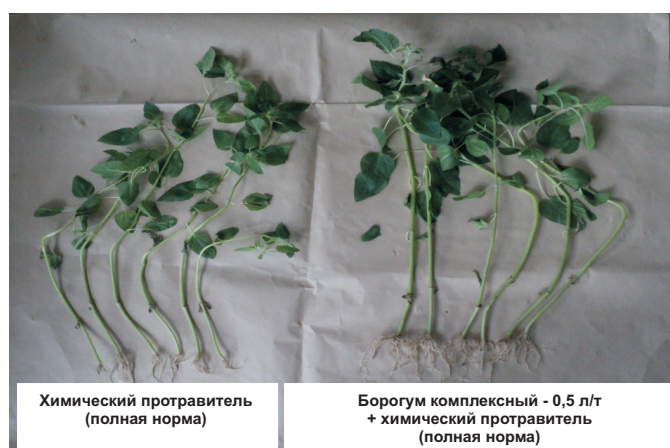 Химический протравитель
(полная норма)
Борогум комплексный - 0,5 л/т
+ химический протравитель
(полная норма)